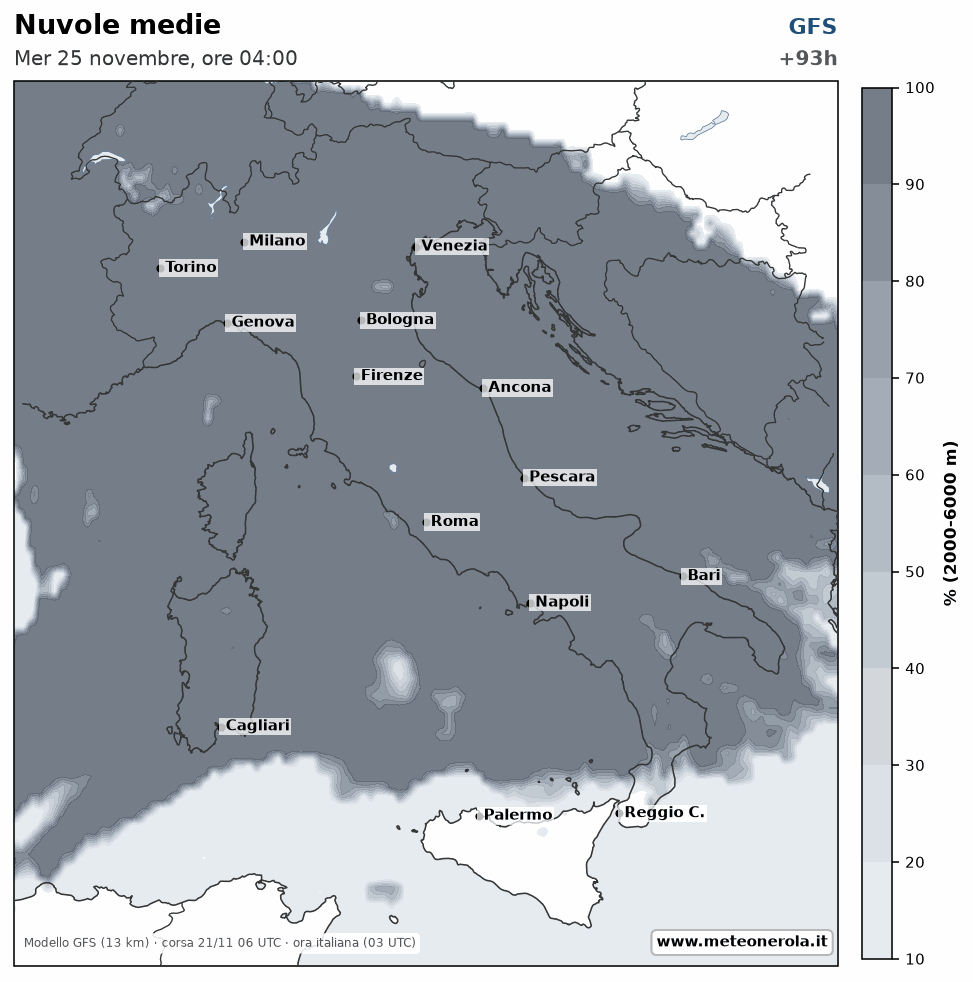 Nuvole medie
GFS
Mer 25 novembre, ore 04:00
+93h
100
90
80
70
60
50
40
30
20
10
% (2000-6000 m)
Milano
Venezia
Torino
Genova
Bologna
Firenze
Ancona
Pescara
Roma
Bari
Napoli
Cagliari
Palermo
Reggio C.
Modello GFS (13 km) · corsa 21/11 06 UTC · ora italiana (03 UTC)
www.meteonerola.it